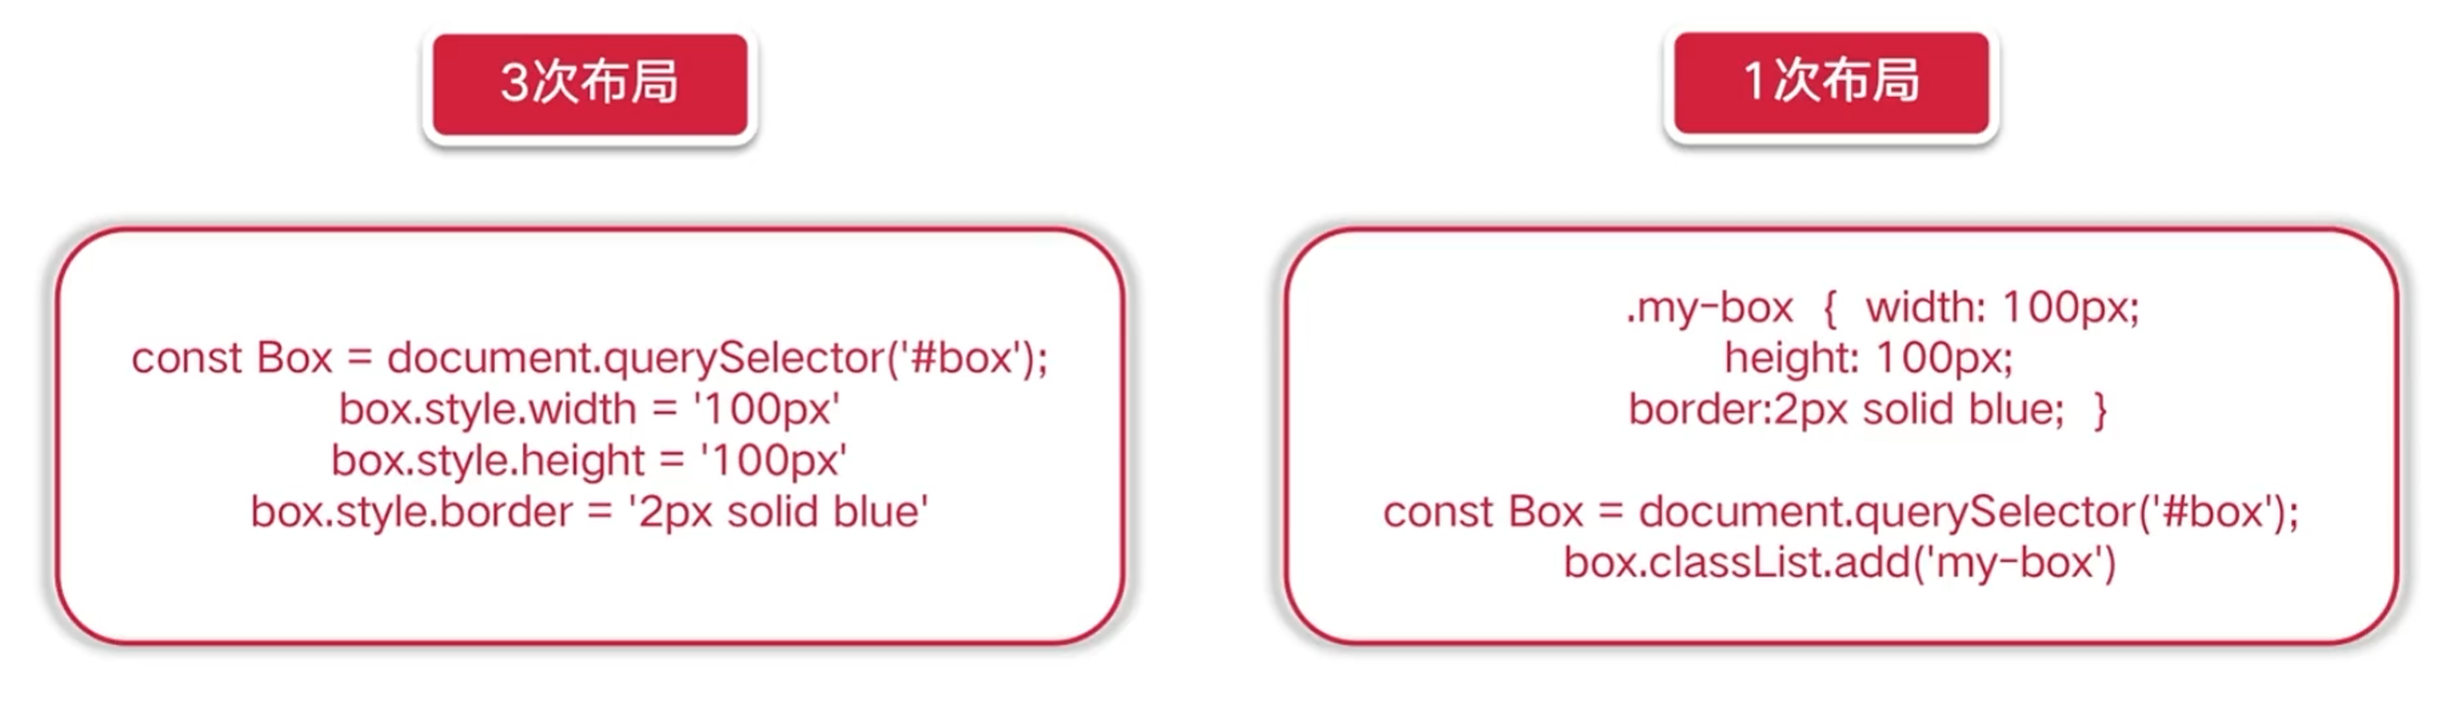 3次布局
const Box = document.querySelector('#box');
box.style.width = '100px'
box.style.height = '100px'
box.style.border = '2px solid blue'
1次布局
.my-box { width: 100px;
height: 100px;
border:2px solid blue; }
const Box = document.querySelector('#box');
box.classList.add('my-box')